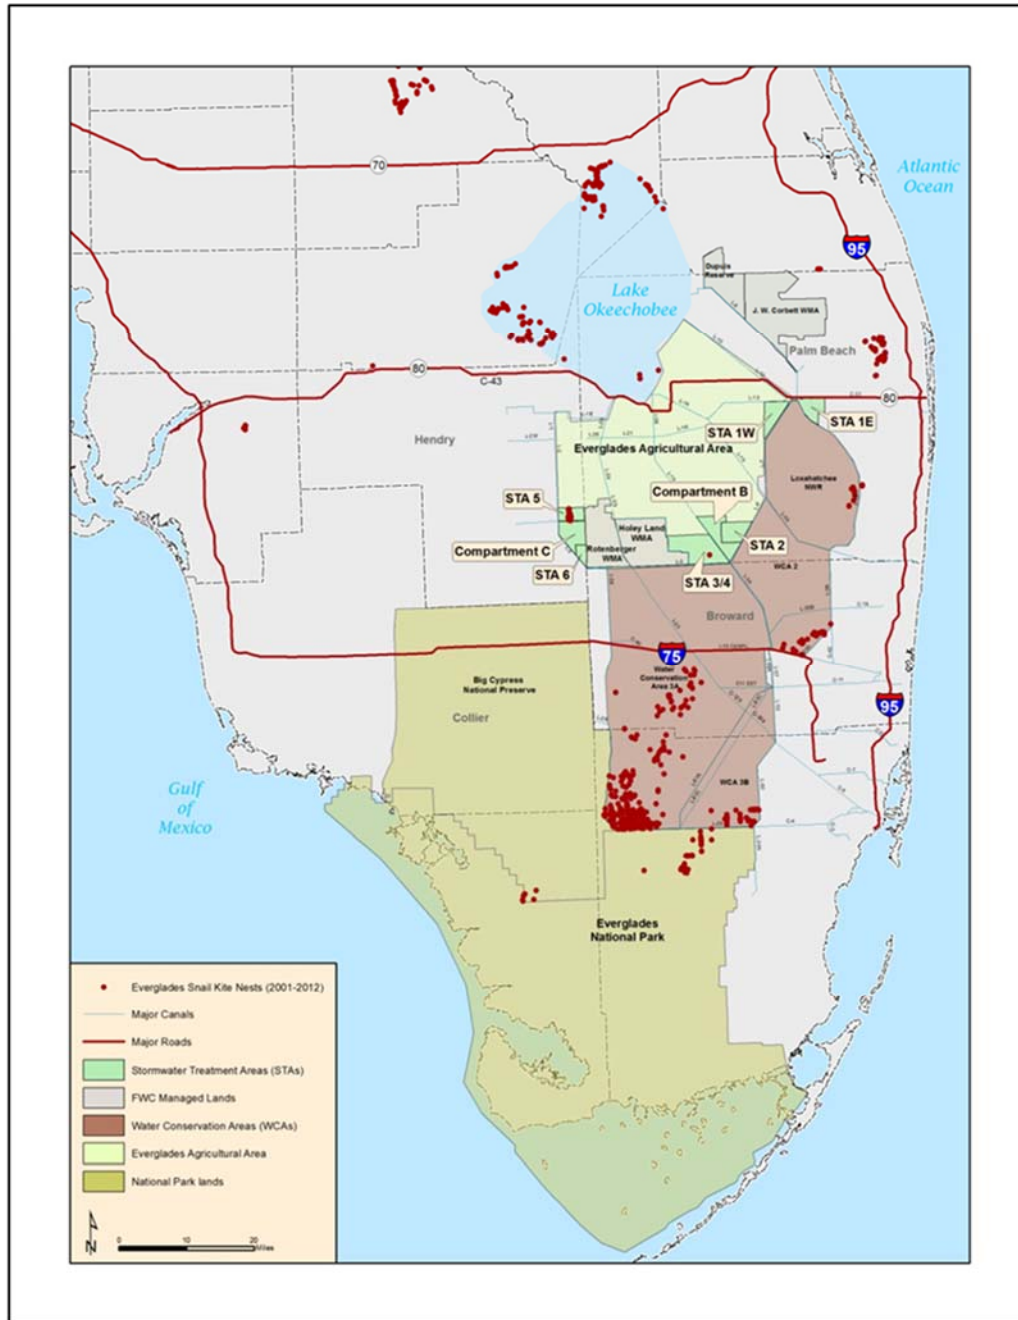 Atlantic
Ocean
70
95
Dupuis
Reserve
Lake
Okeechobee
J. W. Corbett WMA
Palm Beach
80
C-43
80
STA 1W
STA 1E
Hendry
Everglades Agricultural Area
Loxahatchee
NWR
Compartment B
STA 5
Holey Land
WMA
STA 2
Compartment C
Rotenberger
WMA
STA 6
STA 3/4
WCA 2
Broward
75
Water
Conservation
Area 3A
Big Cypress
National Preserve
Collier
95
WCA 3B
Gulf
of
Mexico
Everglades
National Park
Everglades Snail Kite Nests (2001-2012)
Major Canals
Major Roads
Stormwater Treatment Areas (STAs)
FWC Managed Lands
Water Conservation Areas (WCAs)
Everglades Agricultural Area
National Park lands
N
0 10 20
Miles